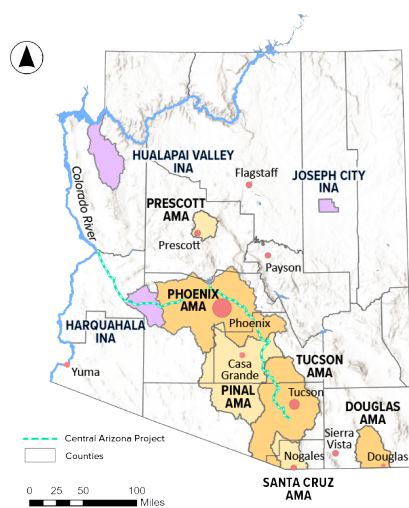 HUALAPAI VALLEY
INA
Flagstaff
JOSEPH CITY
INA
Colorado River
PRESCOTT
AMA
Prescott
Payson
PHOENIX
AMA
Phoenix
HARQUAHALA
INA
Yuma
Casa
Grande
PINAL
AMA
TUCSON
AMA
Tucson
DOUGLAS
AMA
Sierra
Vista
Douglas
Nogales
SANTA CRUZ
AMA
Central Arizona Project
Counties
0 25 50 100
Miles